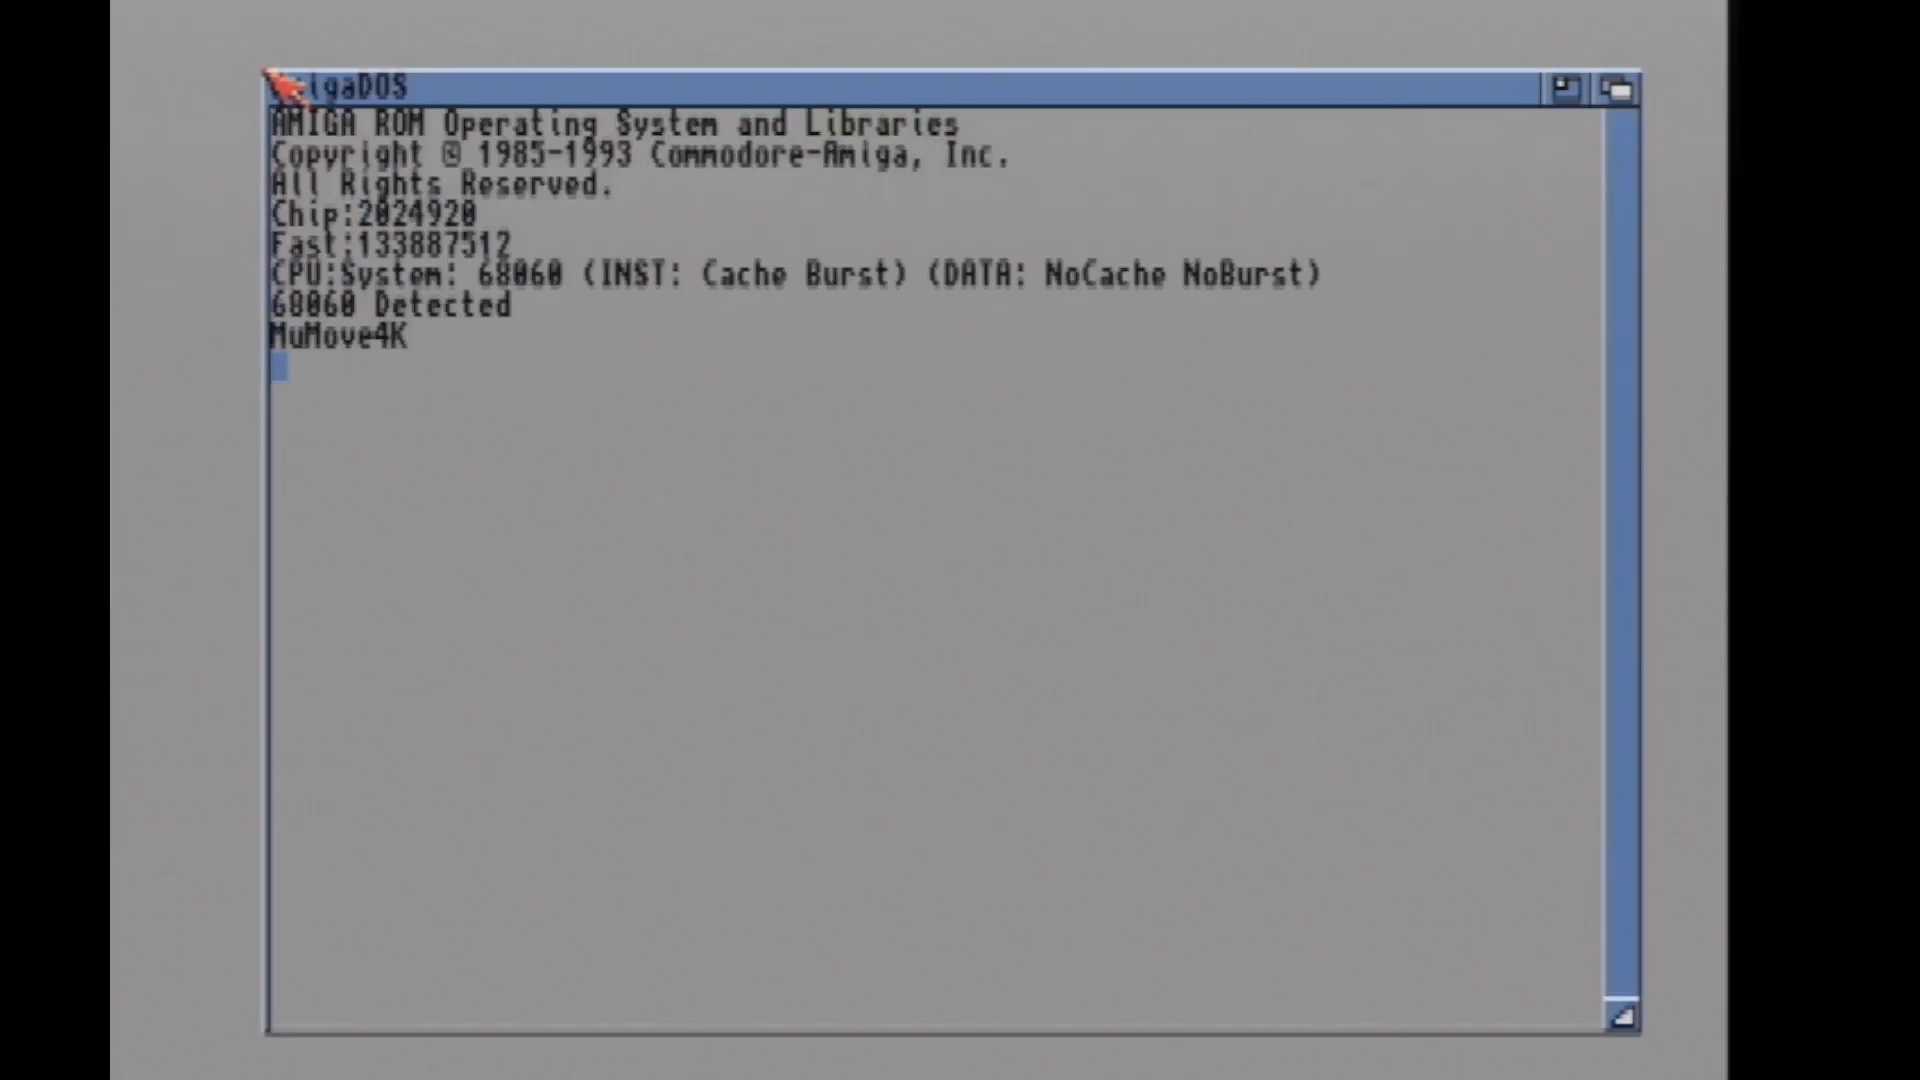 AmigaDOS
AMIGA ROM Operating System and Libraries
Copyright © 1985-1993 Commodore-Amiga, Inc.
All Rights Reserved.
Chip:2024920
Fast:133887512
CPU:System: 68060 (INST: Cache Burst) (DATA: NoCache NoBurst)
68060 Detected
MuMove4K